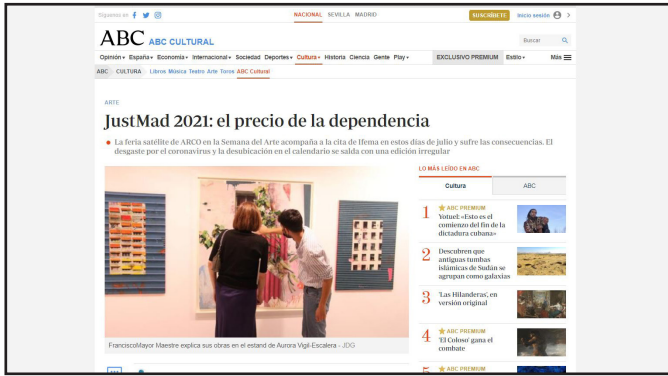 Síguenos en
NACIONAL SEVILLA MADRID
SUSCRÍBETE
Inicio sesión
ABC ABC CULTURAL
Buscar
Opinión España Economía Internacional Sociedad Deportes Cultura Historia Ciencia Gente Play
EXCLUSIVO PREMIUM Estilo Más
ABC CULTURA Libros Música Teatro Arte Toros ABC Cultural
ARTE
JustMad 2021: el precio de la dependencia
La feria satélite de ARCO en la Semana del Arte acompaña a la cita de Ifema en estos días de julio y sufre las consecuencias. El
desgaste por el coronavirus y la desubicación en el calendario se salda con una edición
irregular
FranciscoMayor Maestre explica sus obras en el estand de Aurora Vigil-Escalera - JDG
LO MÁS LEÍDO EN ABC
Cultura ABC
1 ABC PREMIUM
Yotuel: «Esto es el
comienzo del fin de la
dictadura cubana»
2 Descubren que
antiguas tumbas
islámicas de Sudán se
agrupan como galaxias
3 'Las Hilanderas', en
versión original
4 ABC PREMIUM
'El Coloso' gana el
combate
5 ABC PREMIUM